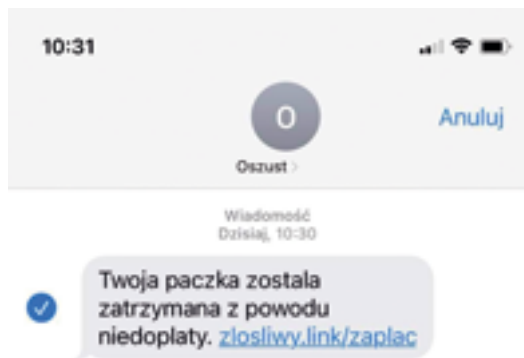 10:31
O
Anuluj
Oszust
Wiadomość
Dzisiaj, 10:30
Twoja paczka zostala
zatrzymana z powodu
niedoplaty. zlosliwy.link/zaplac